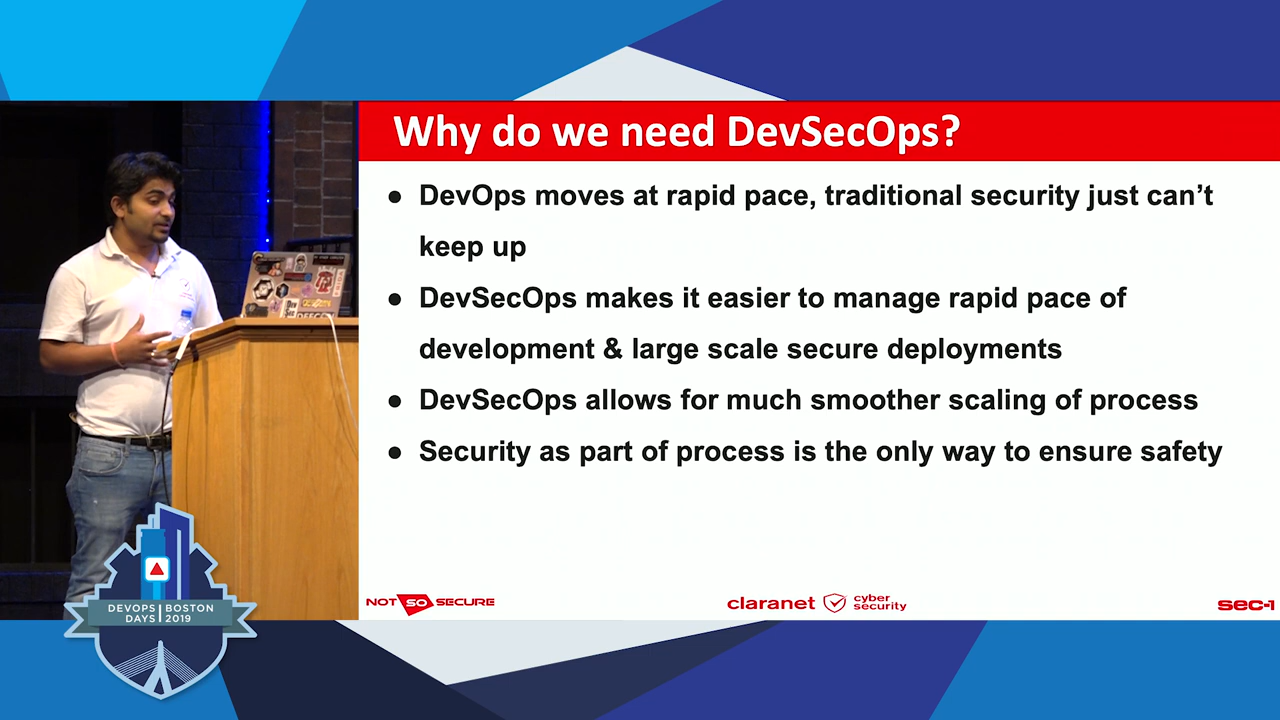 Why do we need DevSecOps?
● DevOps moves at rapid pace, traditional security just can’t
keep up
● DevSecOps makes it easier to manage rapid pace of
development & large scale secure deployments
● DevSecOps allows for much smoother scaling of process
● Security as part of process is the only way to ensure safety
NOT SO SECURE
claranet cyber
security
sec-1
DEVOPS BOSTON
DAYS 2019